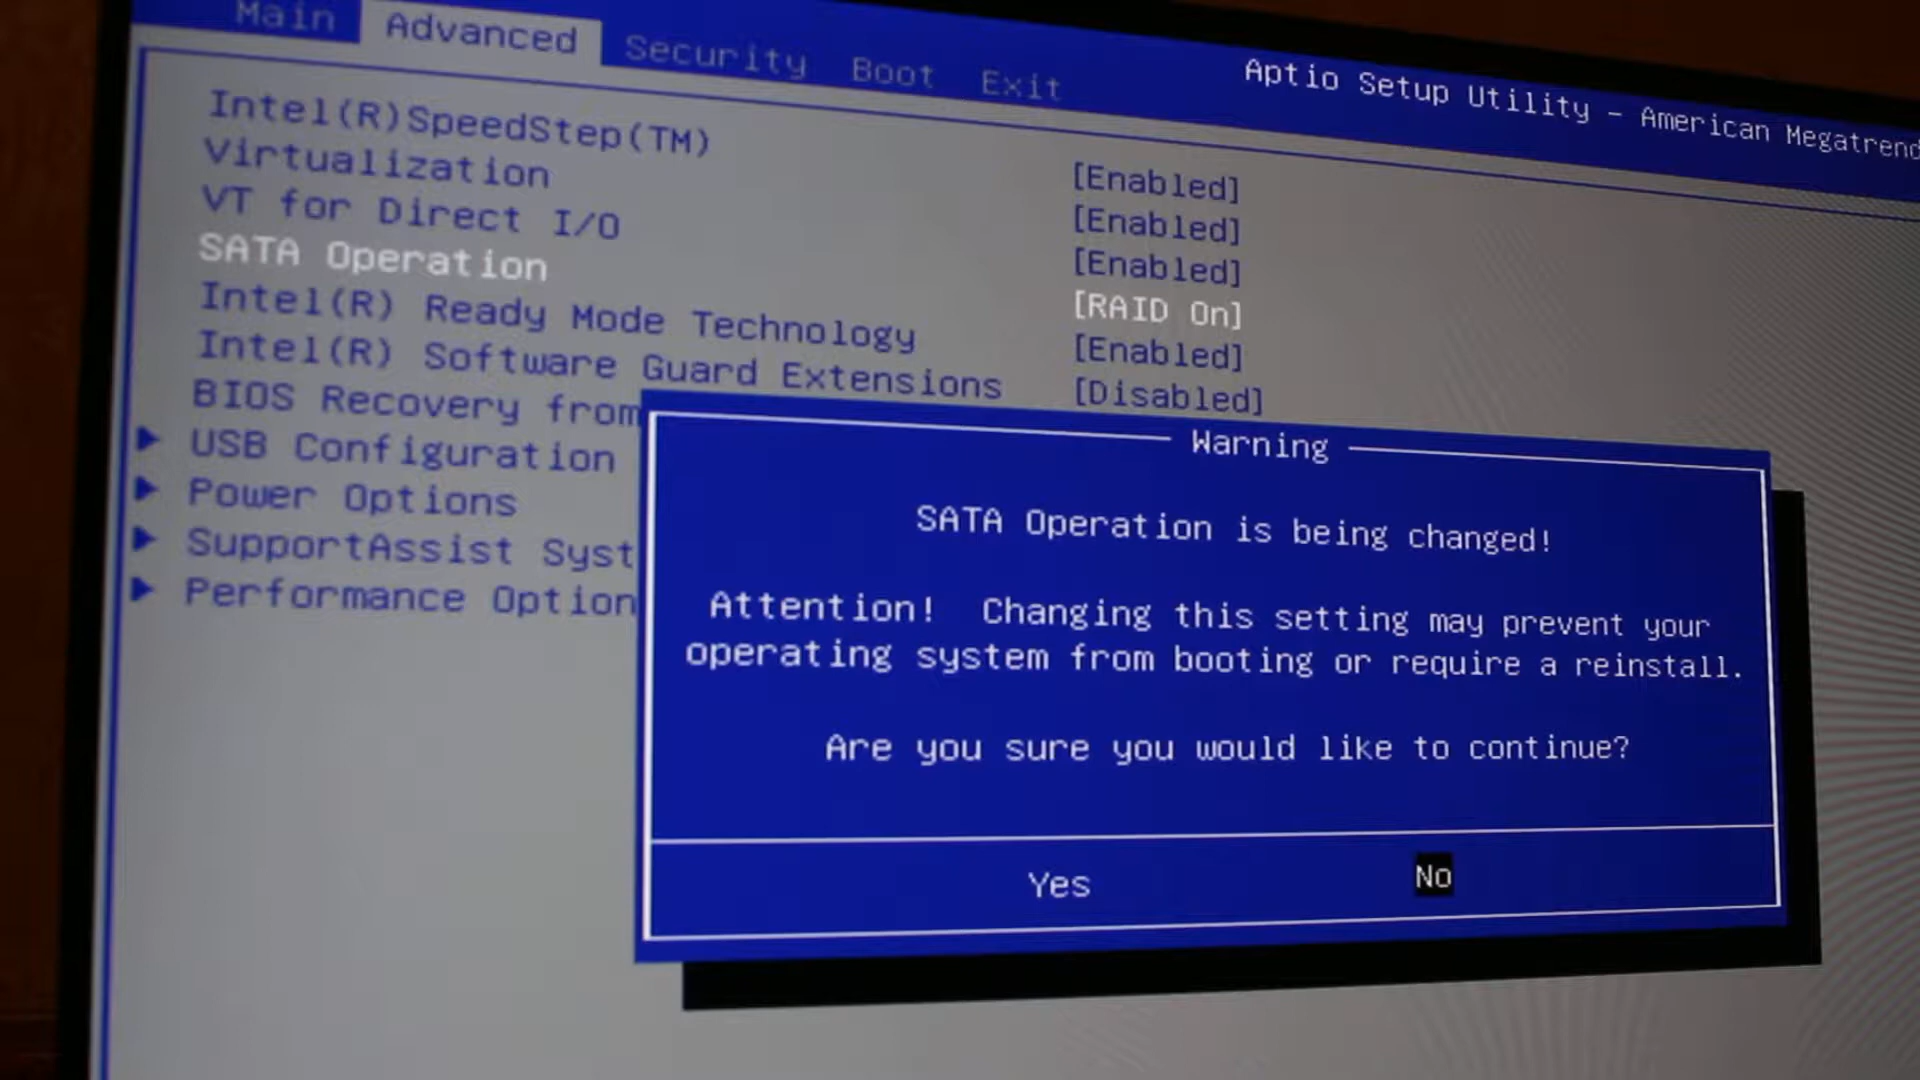 Main Advanced Security Boot Exit
Aptio Setup Utility - American Megatrend
Intel(R)SpeedStep(TM) [Enabled]
Virtualization [Enabled]
VT for Direct I/O [Enabled]
SATA Operation [RAID On]
Intel(R) Ready Mode Technology [Enabled]
Intel(R) Software Guard Extensions [Disabled]
BIOS Recovery from
USB Configuration
Power Options
SupportAssist Syst
Performance Option
Warning
SATA Operation is being changed!
Attention! Changing this setting may prevent your
operating system from booting or require a reinstall.
Are you sure you would like to continue?
Yes No